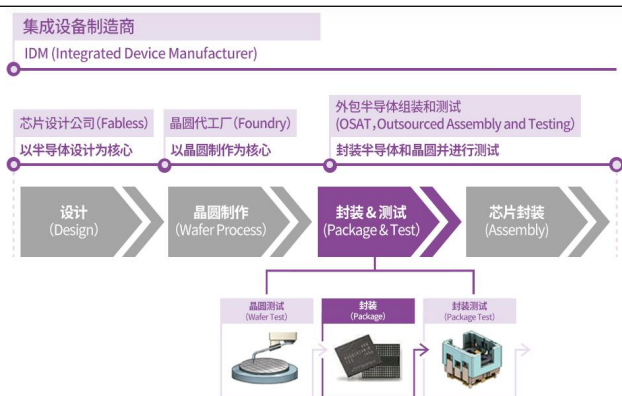 集成设备制造商
IDM (Integrated Device Manufacturer)
芯片设计公司(Fabless)
以半导体设计为核心
晶圆代工厂(Foundry)
以晶圆制作为核心
外包半导体组装和测试
(OSAT,Outsourced Assembly and Testing)
封装半导体和晶圆并进行测试
设计
(Design)
晶圆制作
(Wafer Process)
封装&测试
(Package & Test)
芯片封装
(Assembly)
晶圆测试
(Wafer Test)
封装
(Package)
封装测试
(Package Test)